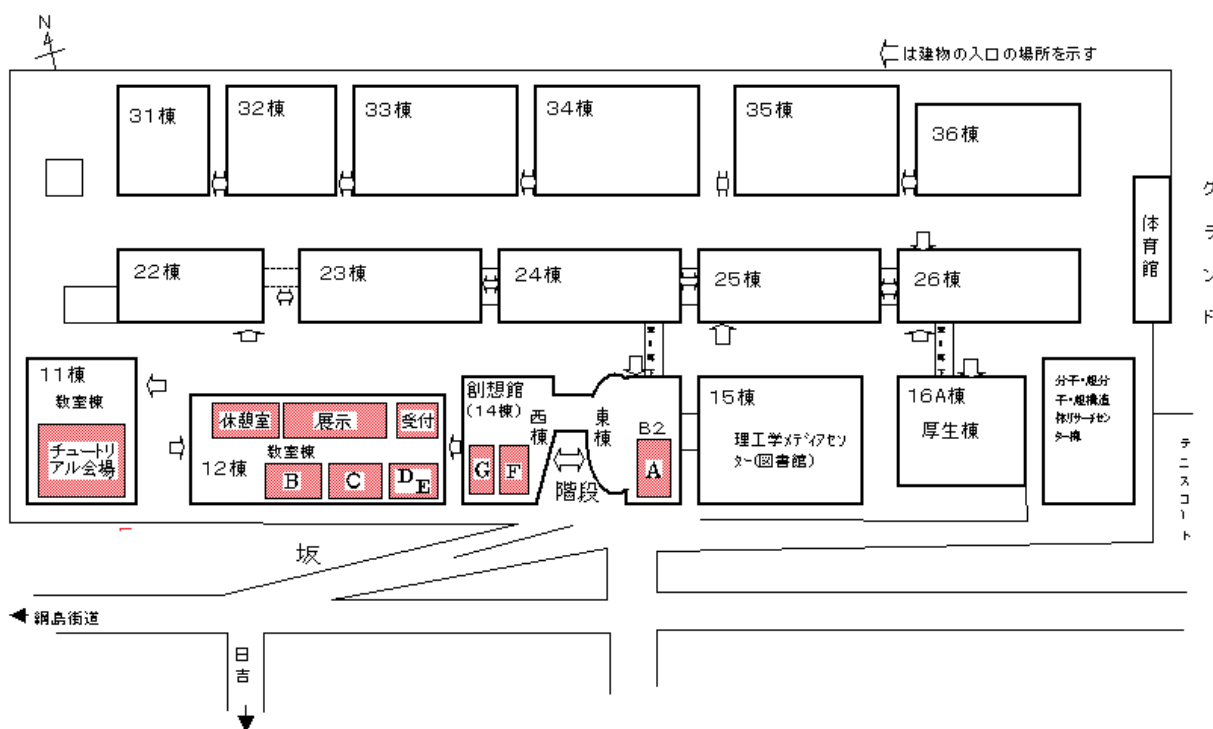 N
は建物の入口の場所を示す
31棟
32棟
33棟
34棟
35棟
36棟
体育館
グランド
22棟
23棟
24棟
25棟
26棟
11棟
教室棟
チュートリ
アル会場
休憩室
展示
受付
教室棟
12棟
B
C
D
E
創想館
(14棟)
西棟
東棟
G
F
階段
B2
A
15棟
理工学メディアセン
ター(図書館)
16A棟
厚生棟
分子・超分
子・超構造
体リサーチセン
ター棟
テニスコート
坂
綱島街道
日吉